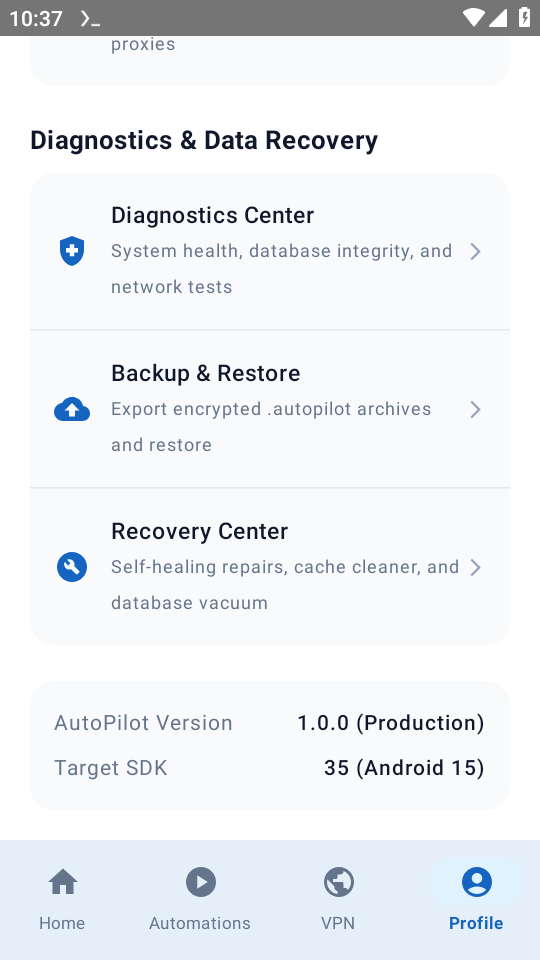 10:37
proxies
Diagnostics & Data Recovery
Diagnostics Center
System health, database integrity, and
network tests
Backup & Restore
Export encrypted .autopilot archives
and restore
Recovery Center
Self-healing repairs, cache cleaner, and
database vacuum
AutoPilot Version 1.0.0 (Production)
Target SDK 35 (Android 15)
Home Automations VPN Profile